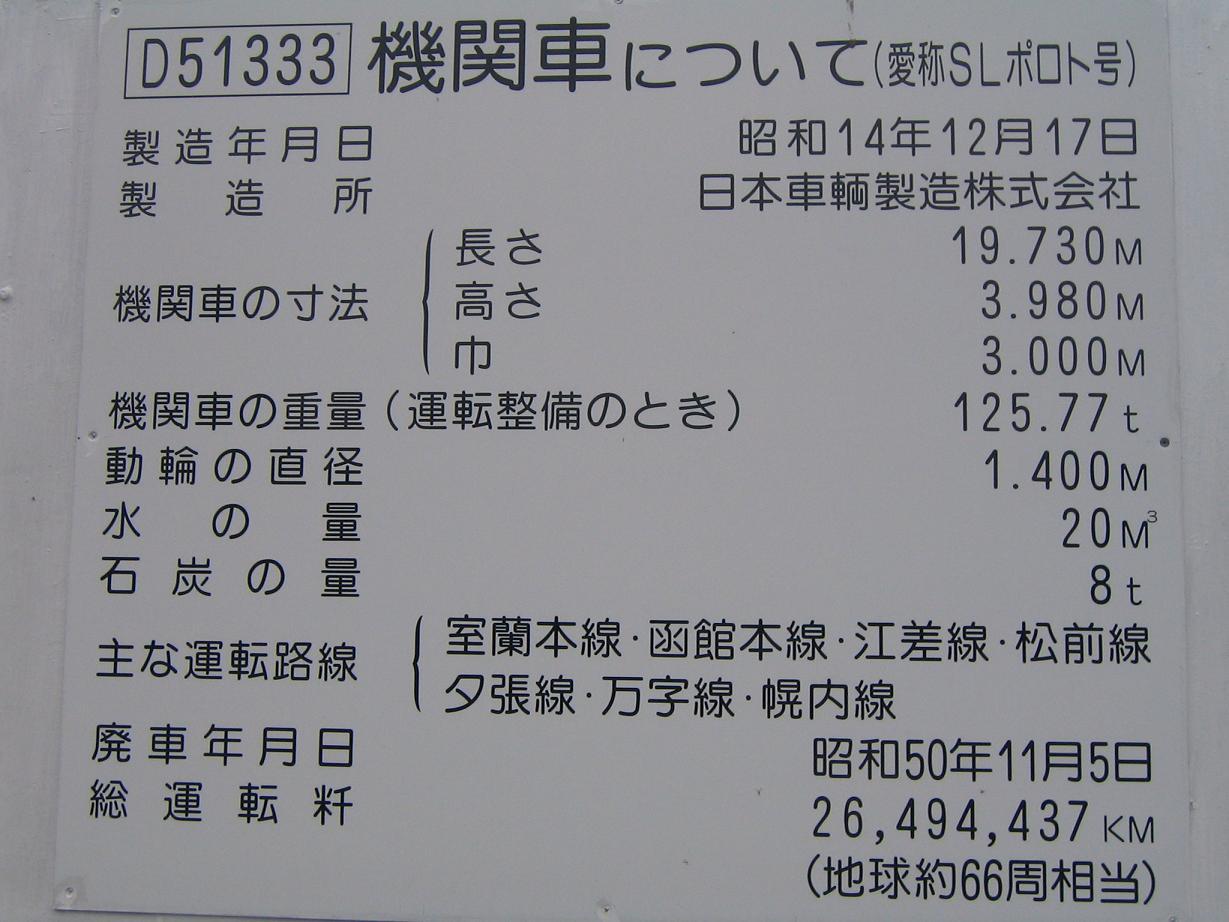 D51333 機関車について(愛称SLポロト号)
製造年月日 昭和14年12月17日
製造所 日本車輌製造株式会社
機関車の寸法 長さ 19.730M
高さ 3.980M
巾 3.000M
機関車の重量(運転整備のとき) 125.77t
動輪の直径 1.400M
水の量 20M³
石炭の量 8t
主な運転路線 室蘭本線・函館本線・江差線・松前線
夕張線・万字線・幌内線
廃車年月日 昭和50年11月5日
総運転粁 26,494,437KM
(地球約66周相当)